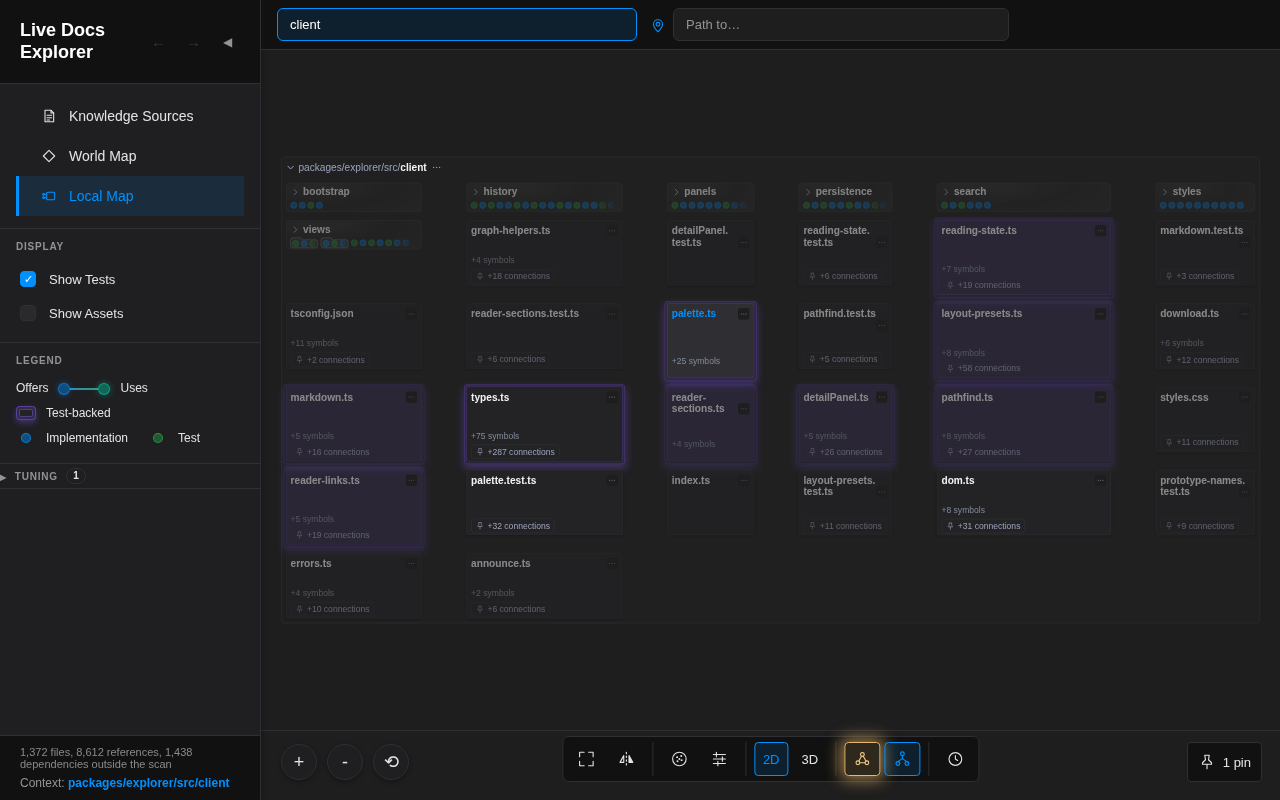 Live Docs
Explorer
← → ◀
client
Path to…
Knowledge Sources
World Map
Local Map
DISPLAY
Show Tests
Show Assets
LEGEND
Offers Uses
Test-backed
Implementation Test
TUNING 1
1,372 files, 8,612 references, 1,438
dependencies outside the scan
Context: packages/explorer/src/client
packages/explorer/src/client ···
bootstrap
history
panels
persistence
search
styles
views
graph-helpers.ts ···
+4 symbols
+18 connections
detailPanel.
test.ts ···
reading-state.
test.ts ···
+6 connections
reading-state.ts ···
+7 symbols
+19 connections
markdown.test.ts
···
+3 connections
tsconfig.json ···
+11 symbols
+2 connections
reader-sections.test.ts ···
+6 connections
palette.ts ···
+25 symbols
pathfind.test.ts
···
+5 connections
layout-presets.ts ···
+8 symbols
+58 connections
download.ts ···
+6 symbols
+12 connections
markdown.ts ···
+5 symbols
+16 connections
types.ts ···
+75 symbols
+287 connections
reader-
sections.ts ···
+4 symbols
detailPanel.ts ···
+5 symbols
+26 connections
pathfind.ts ···
+8 symbols
+27 connections
styles.css ···
+11 connections
reader-links.ts ···
+5 symbols
+19 connections
palette.test.ts ···
+32 connections
index.ts ···
layout-presets.
test.ts ···
+11 connections
dom.ts ···
+8 symbols
+31 connections
prototype-names.
test.ts ···
+9 connections
errors.ts ···
+4 symbols
+10 connections
announce.ts ···
+2 symbols
+6 connections
+ - ⟲
2D 3D
1 pin